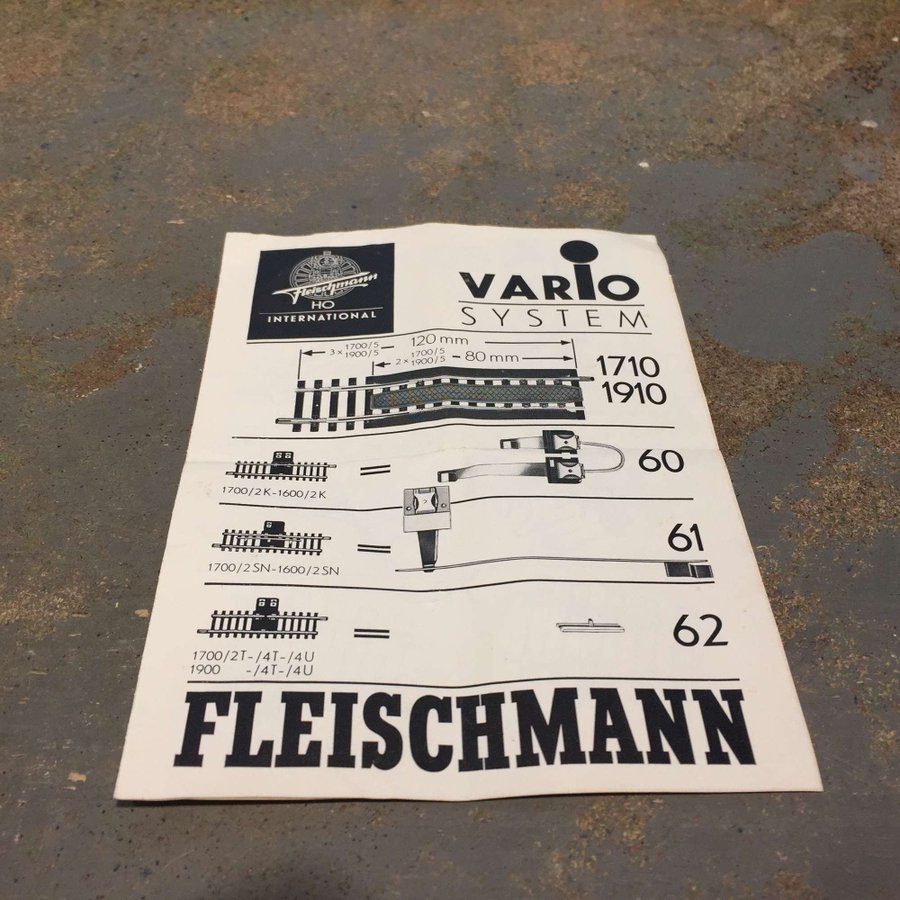 Fleischmann
HO
INTERNATIONAL
VARIO
SYSTEM
3 x 1700/5 1900/5 120 mm
2 x 1700/5 1900/5 80 mm
1710
1910
1700/2K-1600/2K
=
60
1700/2SN-1600/2SN
=
61
1700/2T-/4T-/4U
1900 -/4T-/4U
=
62
FLEISCHMANN